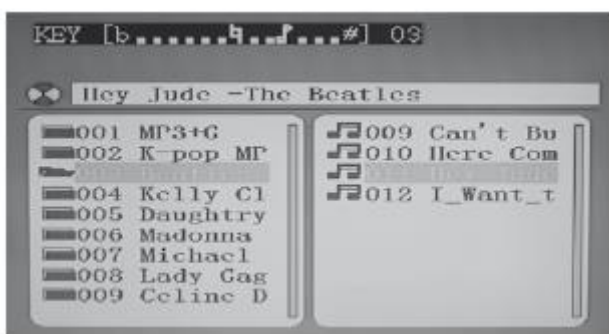 KEY [b......♮..♪...#] 03
Hey Jude -The Beatles
001 MP3+G
002 K-pop MP
004 Kelly Cl
005 Daughtry
006 Madonna
007 Michael
008 Lady Gag
009 Celine D
009 Can't Bu
010 Here Com
012 I_Want_t